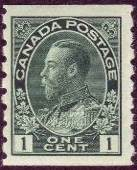 CANADA POSTAGE
1 ONE CENT 1